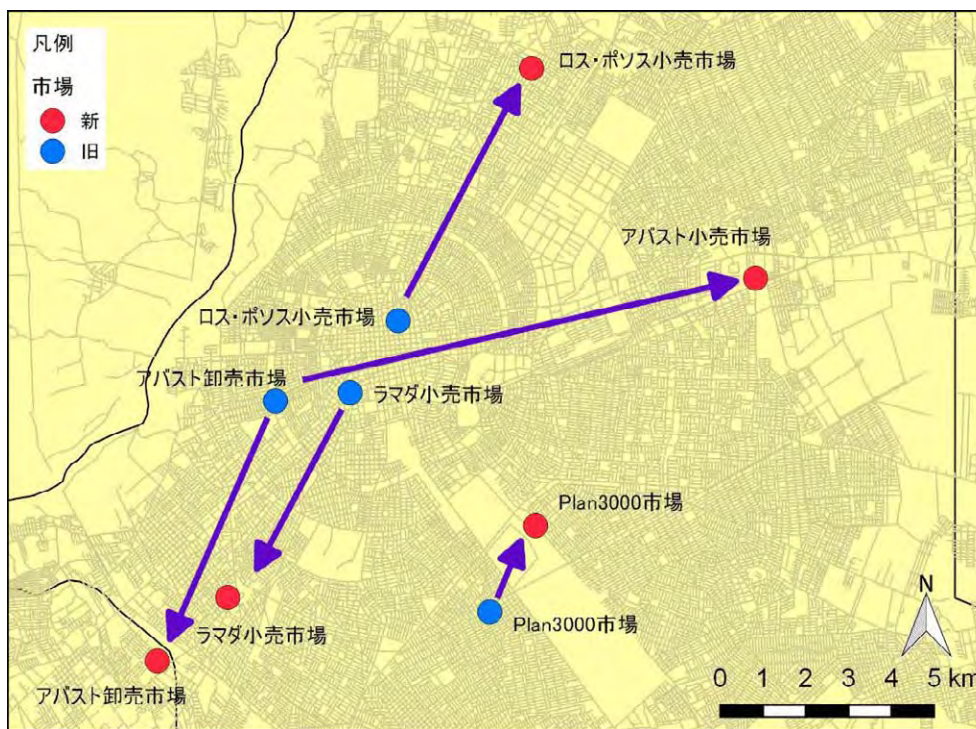 凡例
市場
新
旧
ロス・ポソス小売市場
アバスト小売市場
ロス・ポソス小売市場
アバスト卸売市場
ラマダ小売市場
Plan3000市場
Plan3000市場
ラマダ小売市場
アバスト卸売市場
N
0 1 2 3 4 5 km